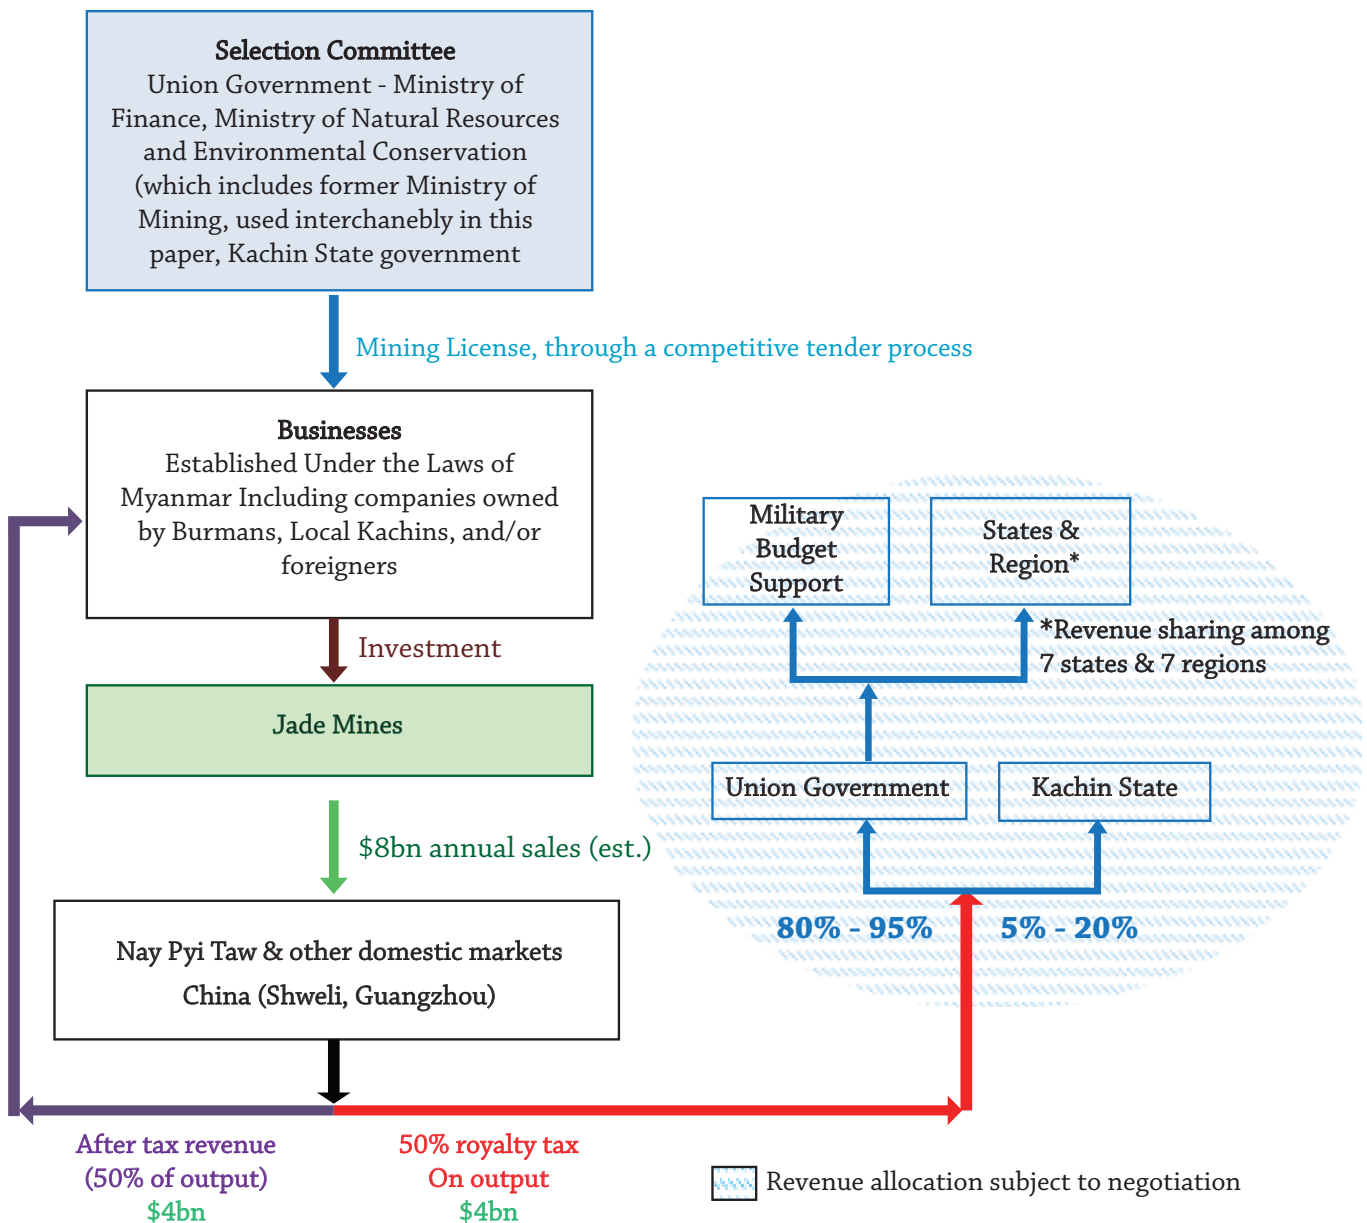 Selection Committee
Union Government - Ministry of
Finance, Ministry of Natural Resources
and Environmental Conservation
(which includes former Ministry of
Mining, used interchanebly in this
paper, Kachin State government
Mining License, through a competitive tender process
Businesses
Established Under the Laws of
Myanmar Including companies owned
by Burmans, Local Kachins, and/or
foreigners
Investment
Jade Mines
$8bn annual sales (est.)
Nay Pyi Taw & other domestic markets
China (Shweli, Guangzhou)
After tax revenue
(50% of output)
$4bn
50% royalty tax
On output
$4bn
Military
Budget
Support
States &
Region*
*Revenue sharing among
7 states & 7 regions
Union Government
Kachin State
80% - 95%
5% - 20%
Revenue allocation subject to negotiation